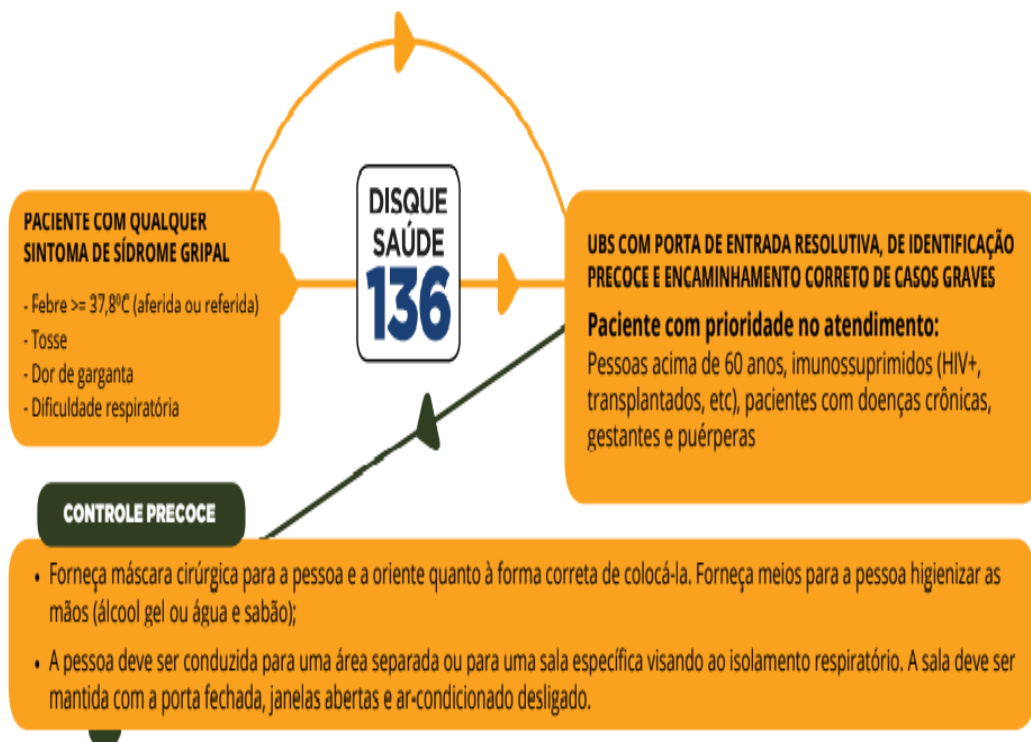 DISQUE
SAÚDE
136
PACIENTE COM QUALQUER
SINTOMA DE SÍDROME GRIPAL
- Febre >= 37,8ºC (aferida ou referida)
- Tosse
- Dor de garganta
- Dificuldade respiratória
UBS COM PORTA DE ENTRADA RESOLUTIVA, DE IDENTIFICAÇÃO
PRECOCE E ENCAMINHAMENTO CORRETO DE CASOS GRAVES
Paciente com prioridade no atendimento:
Pessoas acima de 60 anos, imunossuprimidos (HIV+,
transplantados, etc), pacientes com doenças crônicas,
gestantes e puérperas
CONTROLE PRECOCE
• Forneça máscara cirúrgica para a pessoa e a oriente quanto à forma correta de colocá-la. Forneça meios para a pessoa higienizar as
mãos (álcool gel ou água e sabão);
• A pessoa deve ser conduzida para uma área separada ou para uma sala específica visando ao isolamento respiratório. A sala deve ser
mantida com a porta fechada, janelas abertas e ar-condicionado desligado.